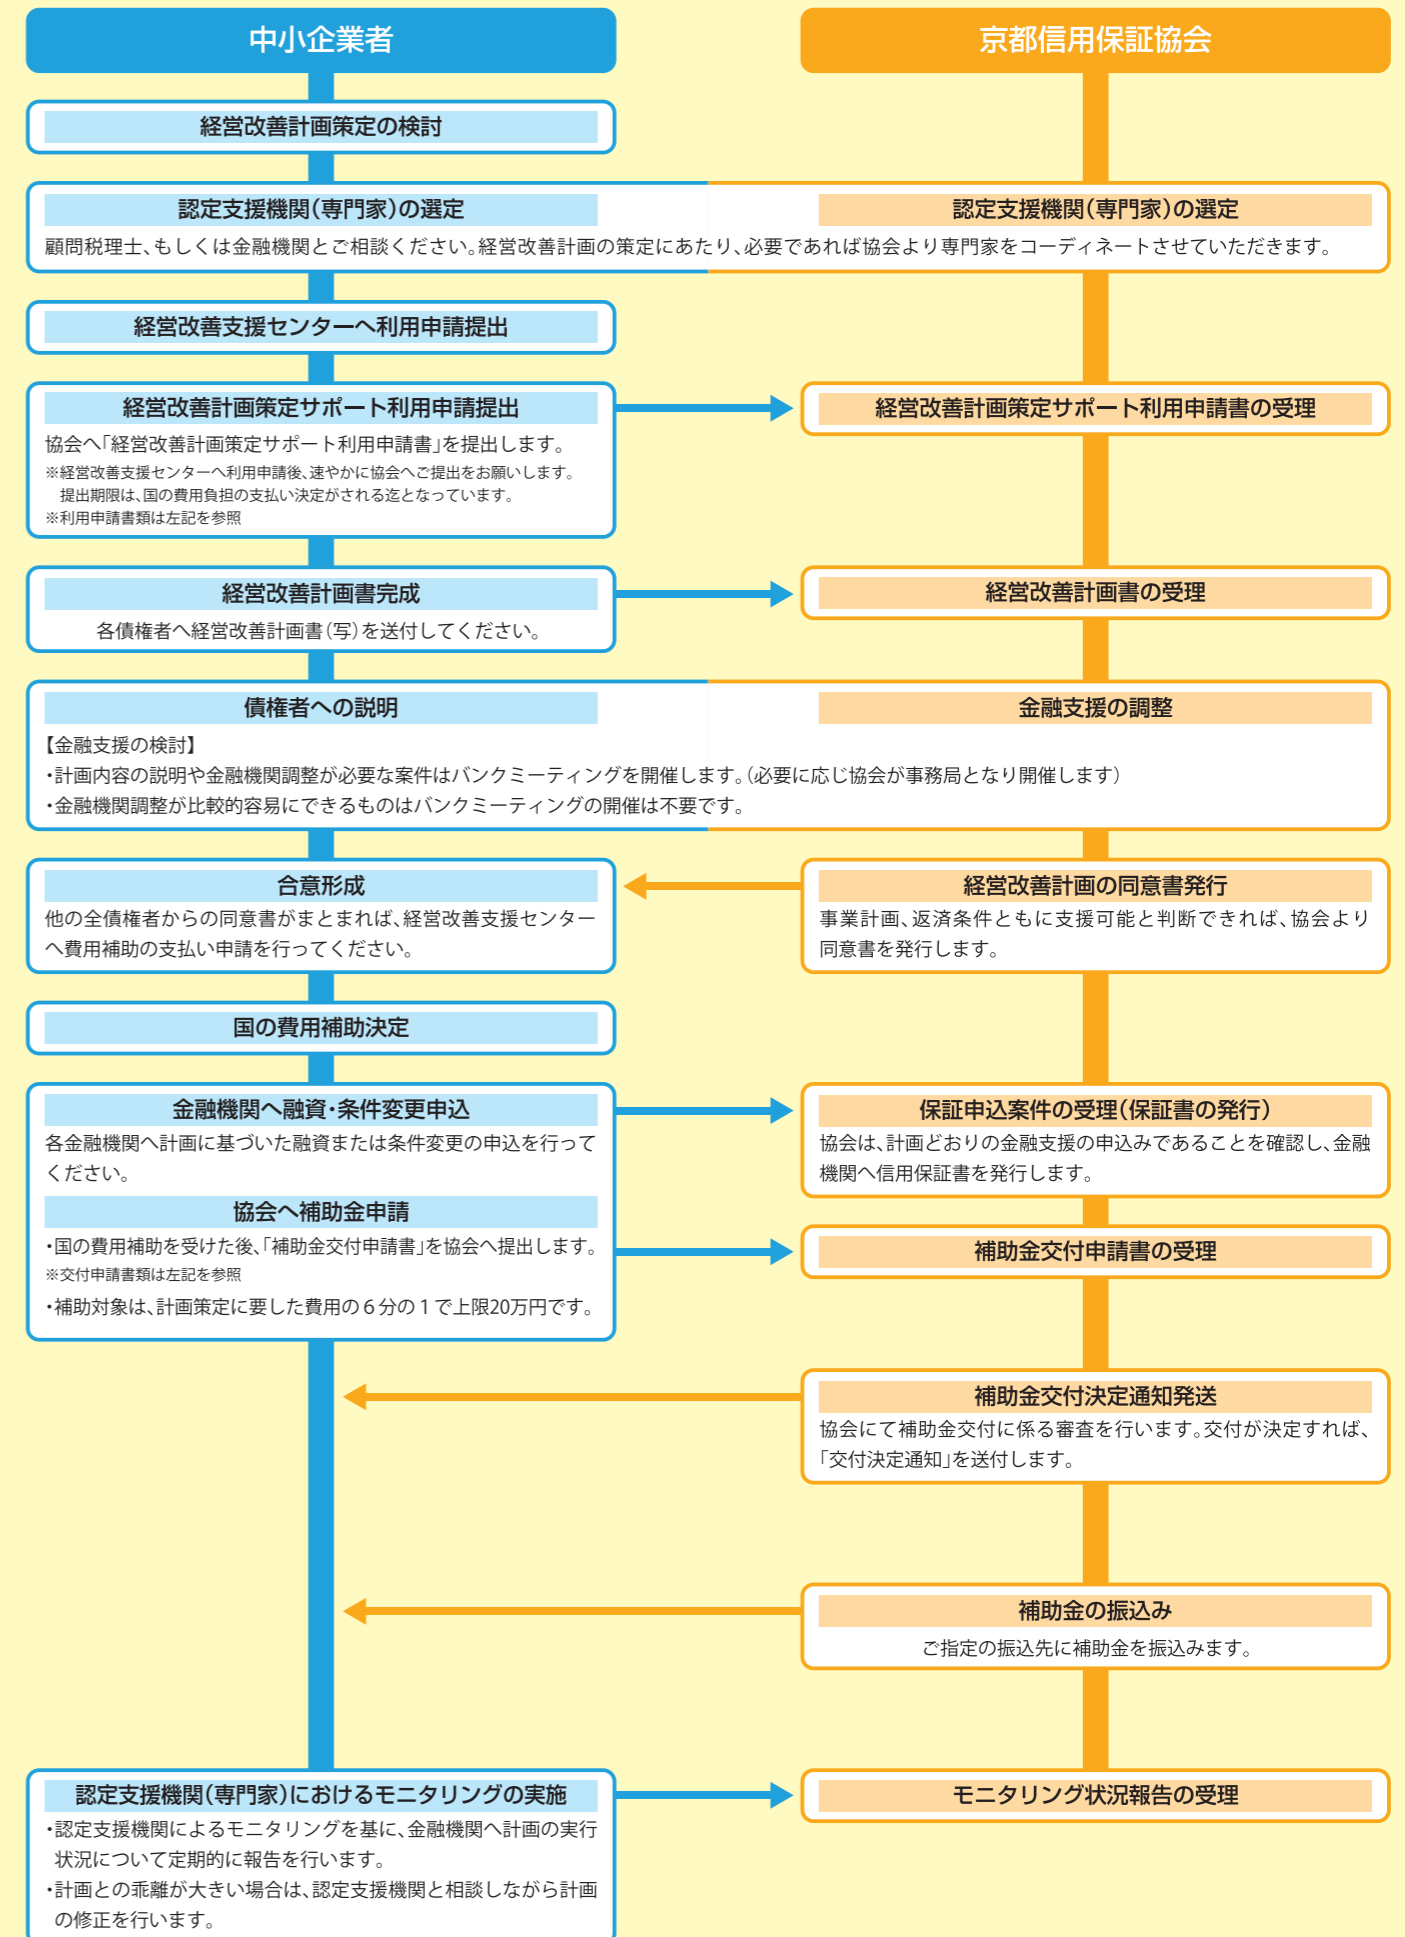 中小企業者
京都信用保証協会
経営改善計画策定の検討
認定支援機関（専門家）の選定
認定支援機関（専門家）の選定
顧問税理士、もしくは金融機関とご相談ください。経営改善計画の策定にあたり、必要であれば協会より専門家をコーディネートさせていただきます。
経営改善支援センターへ利用申請提出
経営改善計画策定サポート利用申請提出
経営改善計画策定サポート利用申請書の受理
協会へ「経営改善計画策定サポート利用申請書」を提出します。
※経営改善支援センターへ利用申請後、速やかに協会へご提出をお願いします。
提出期限は、国の費用負担の支払い決定がされる迄となっています。
※利用申請書類は左記を参照
経営改善計画書完成
経営改善計画書の受理
各債権者へ経営改善計画書（写）を送付してください。
債権者への説明
金融支援の調整
【金融支援の検討】
・計画内容の説明や金融機関調整が必要な案件はバンクミーティングを開催します。（必要に応じ協会が事務局となり開催します）
・金融機関調整が比較的容易にできるものはバンクミーティングの開催は不要です。
合意形成
他の全債権者からの同意書がまとまれば、経営改善支援センター
へ費用補助の支払い申請を行ってください。
経営改善計画の同意書発行
事業計画、返済条件ともに支援可能と判断できれば、協会より
同意書を発行します。
国の費用補助決定
金融機関へ融資・条件変更申込
各金融機関へ計画に基づいた融資または条件変更の申込を行って
ください。
保証申込案件の受理（保証書の発行）
協会は、計画どおりの金融支援の申込みであることを確認し、金融
機関へ信用保証書を発行します。
協会へ補助金申請
・国の費用補助を受けた後、「補助金交付申請書」を協会へ提出します。
※交付申請書類は左記を参照
・補助対象は、計画策定に要した費用の６分の１で上限20万円です。
補助金交付申請書の受理
補助金交付決定通知発送
協会にて補助金交付に係る審査を行います。交付が決定すれば、
「交付決定通知」を送付します。
補助金の振込み
ご指定の振込先に補助金を振込みます。
認定支援機関（専門家）におけるモニタリングの実施
モニタリング状況報告の受理
・認定支援機関によるモニタリングを基に、金融機関へ計画の実行
状況について定期的に報告を行います。
・計画との乖離が大きい場合は、認定支援機関と相談しながら計画
の修正を行います。